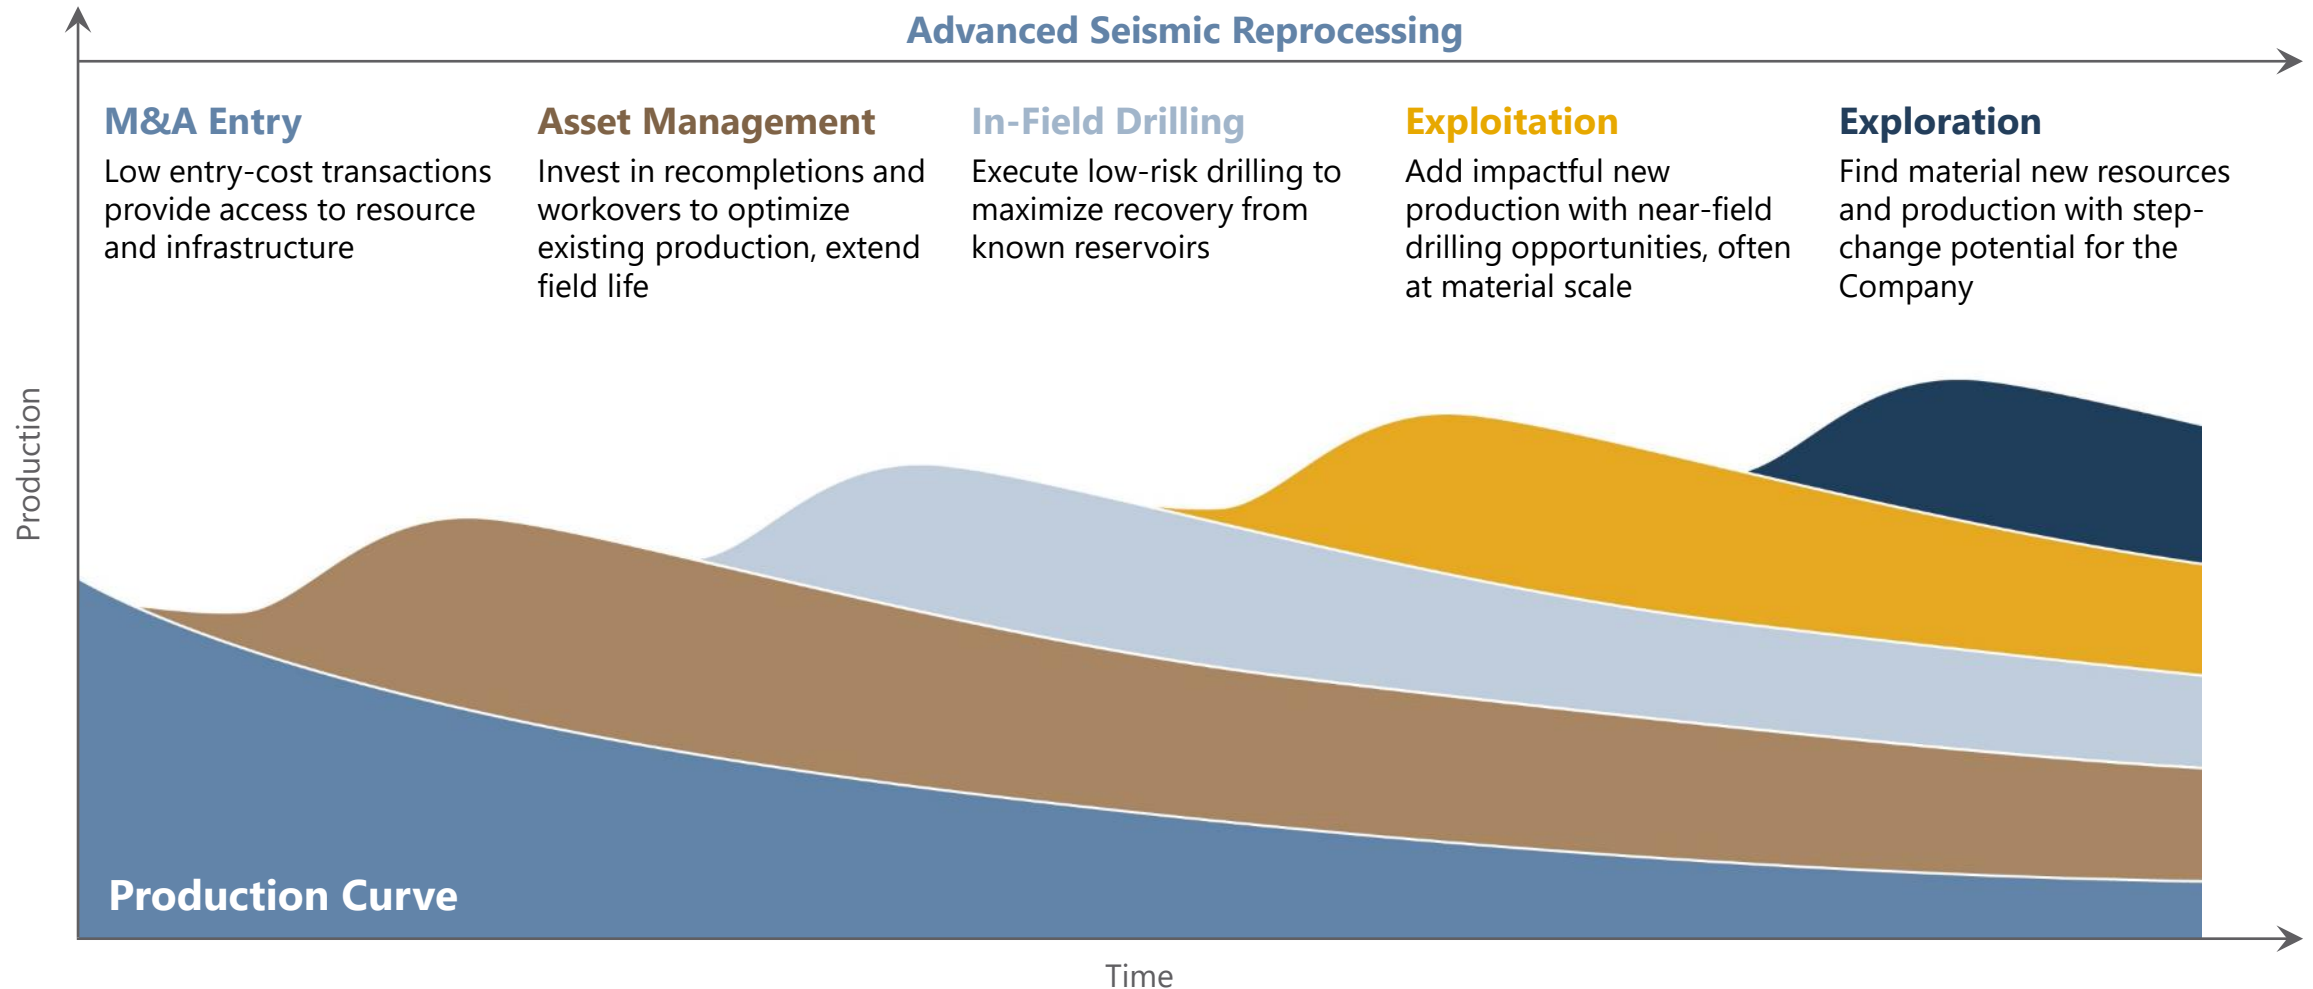 Advanced Seismic Reprocessing
M&A Entry
Low entry-cost transactions
provide access to resource
and infrastructure
Asset Management
Invest in recompletions and
workovers to optimize
existing production, extend
field life
In-Field Drilling
Execute low-risk drilling to
maximize recovery from
known reservoirs
Exploitation
Add impactful new
production with near-field
drilling opportunities, often
at material scale
Exploration
Find material new resources
and production with step-
change potential for the
Company
Production
Production Curve
Time